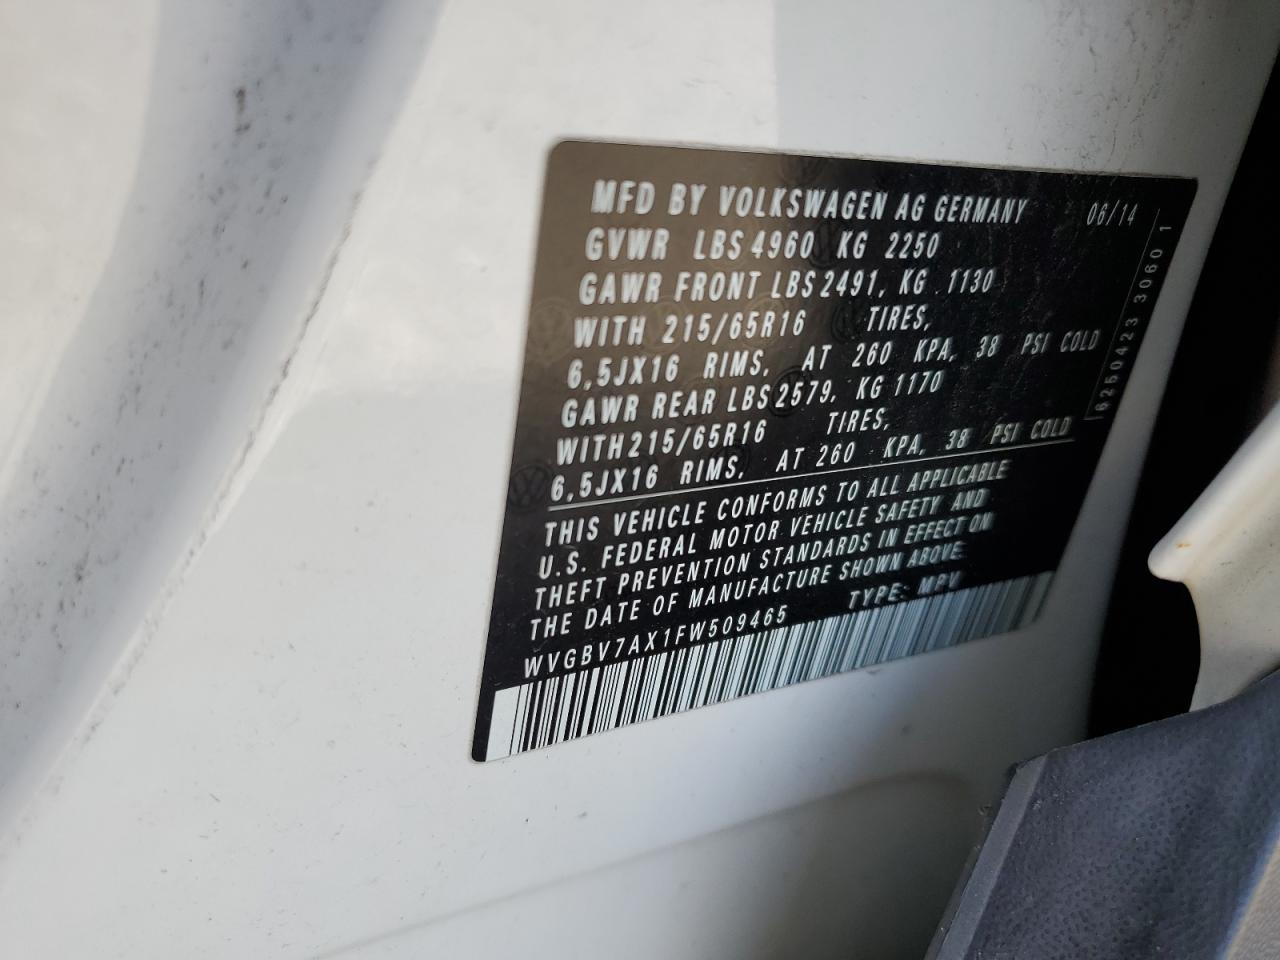 MFD BY VOLKSWAGEN AG GERMANY 06/14
GVWR LBS 4960 KG 2250
GAWR FRONT LBS 2491, KG 1130
WITH 215/65R16 TIRES,
6,5JX16 RIMS, AT 260 KPA, 38 PSI COLD
GAWR REAR LBS 2579, KG 1170
WITH 215/65R16 TIRES,
6,5JX16 RIMS, AT 260 KPA, 38 PSI COLD
THIS VEHICLE CONFORMS TO ALL APPLICABLE
U.S. FEDERAL MOTOR VEHICLE SAFETY AND
THEFT PREVENTION STANDARDS IN EFFECT ON
THE DATE OF MANUFACTURE SHOWN ABOVE.
WVGBV7AX1FW509465 TYPE: MPV
6250423 3060 1